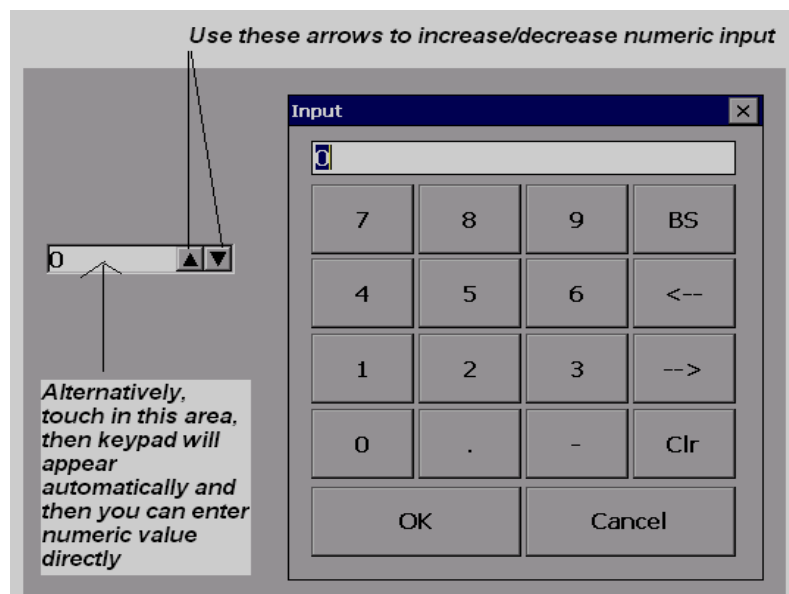 Use these arrows to increase/decrease numeric input
Input
0
7 8 9 BS
0
4 5 6 <--
1 2 3 -->
Alternatively,
touch in this area,
then keypad will
appear
automatically and
then you can enter
numeric value
directly
0 . - Clr
OK Cancel